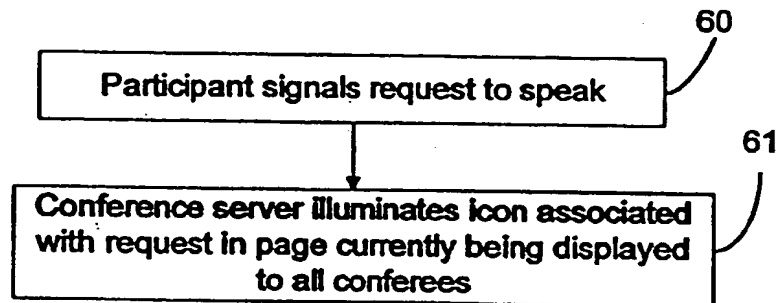 60
Participant signals request to speak
61
Conference server illuminates icon associated
with request in page currently being displayed
to all conferees